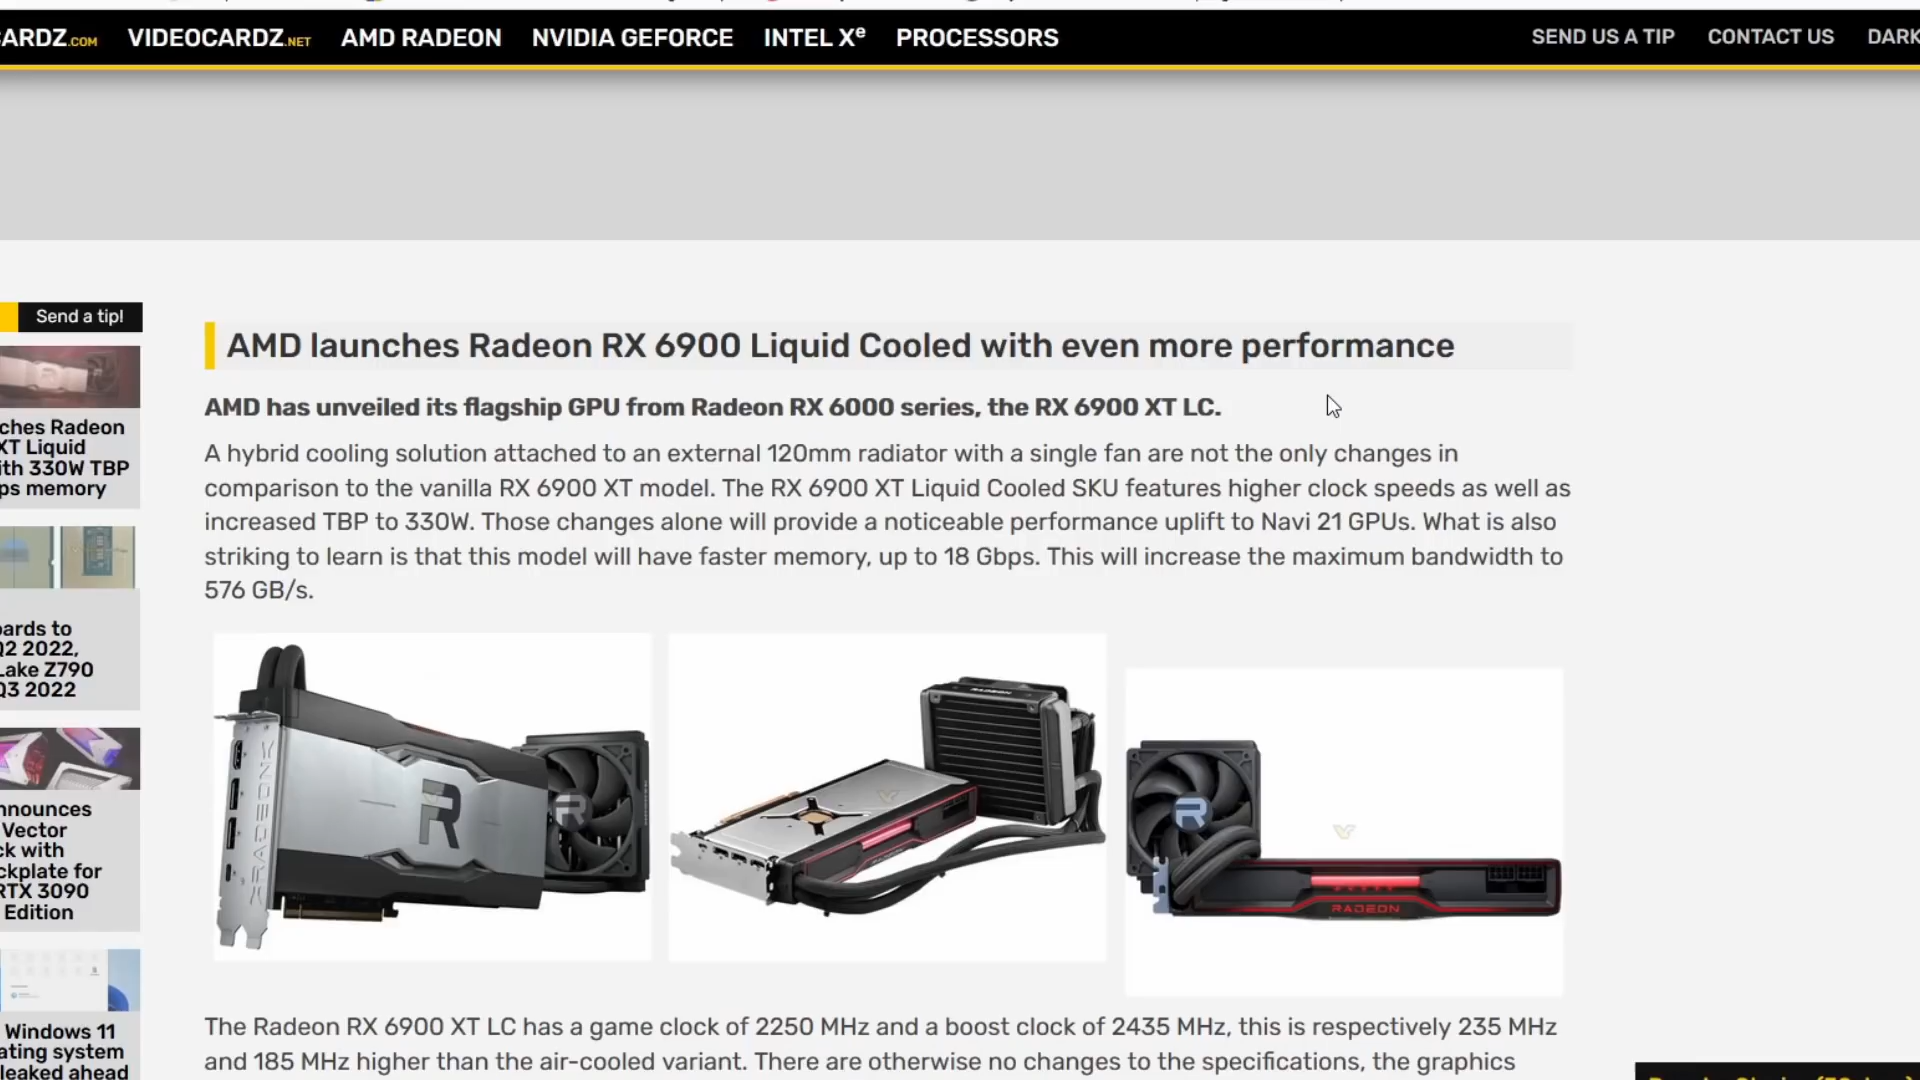 ARDZ.COM
VIDEOCARDZ.NET
AMD RADEON
NVIDIA GEFORCE
INTEL Xe
PROCESSORS
SEND US A TIP
CONTACT US
DARK
Send a tip!
ches Radeon
XT Liquid
ith 330W TBP
ps memory
oards to
Q2 2022,
Lake Z790
Q3 2022
nnounces
Vector
ck with
ckplate for
RTX 3090
Edition
Windows 11
ating system
leaked ahead
AMD launches Radeon RX 6900 Liquid Cooled with even more performance
AMD has unveiled its flagship GPU from Radeon RX 6000 series, the RX 6900 XT LC.
A hybrid cooling solution attached to an external 120mm radiator with a single fan are not the only changes in
comparison to the vanilla RX 6900 XT model. The RX 6900 XT Liquid Cooled SKU features higher clock speeds as well as
increased TBP to 330W. Those changes alone will provide a noticeable performance uplift to Navi 21 GPUs. What is also
striking to learn is that this model will have faster memory, up to 18 Gbps. This will increase the maximum bandwidth to
576 GB/s.
RADEON
R
R
RADEON
R
RADEON
The Radeon RX 6900 XT LC has a game clock of 2250 MHz and a boost clock of 2435 MHz, this is respectively 235 MHz
and 185 MHz higher than the air-cooled variant. There are otherwise no changes to the specifications, the graphics